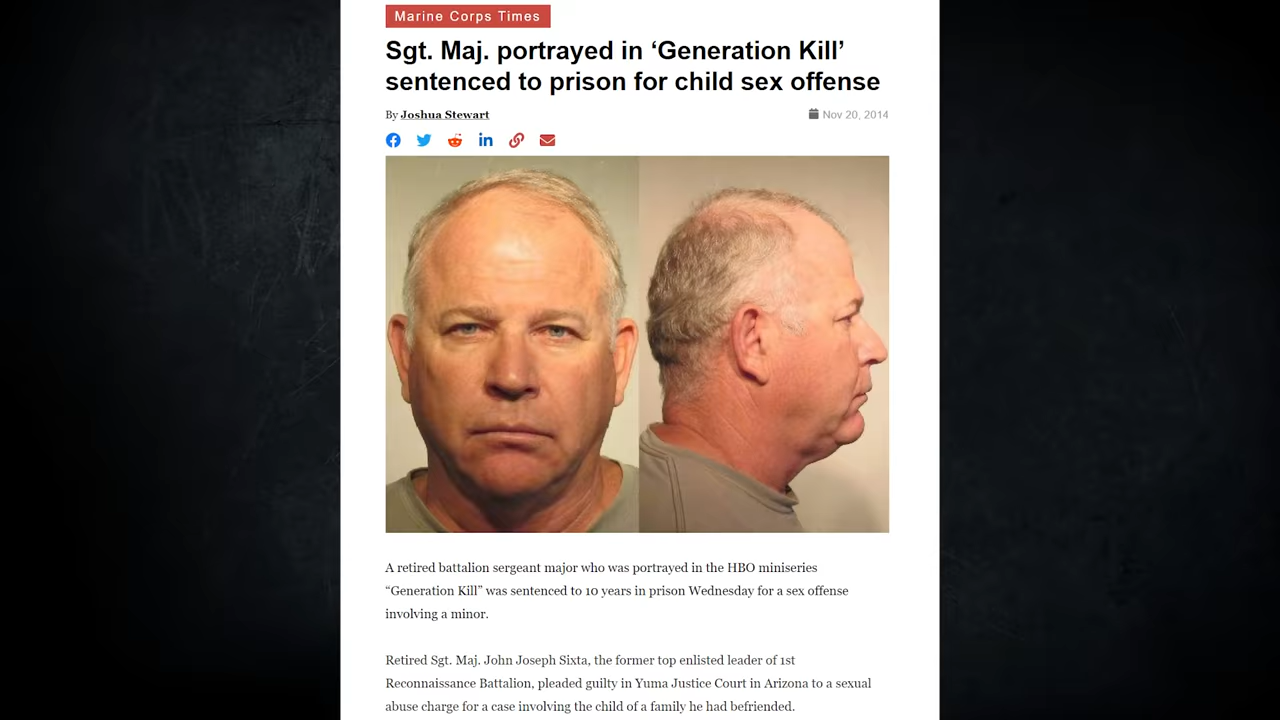 Marine Corps Times
Sgt. Maj. portrayed in ‘Generation Kill’
sentenced to prison for child sex offense
By Joshua Stewart
Nov 20, 2014
A retired battalion sergeant major who was portrayed in the HBO miniseries
“Generation Kill” was sentenced to 10 years in prison Wednesday for a sex offense
involving a minor.
Retired Sgt. Maj. John Joseph Sixta, the former top enlisted leader of 1st
Reconnaissance Battalion, pleaded guilty in Yuma Justice Court in Arizona to a sexual
abuse charge for a case involving the child of a family he had befriended.